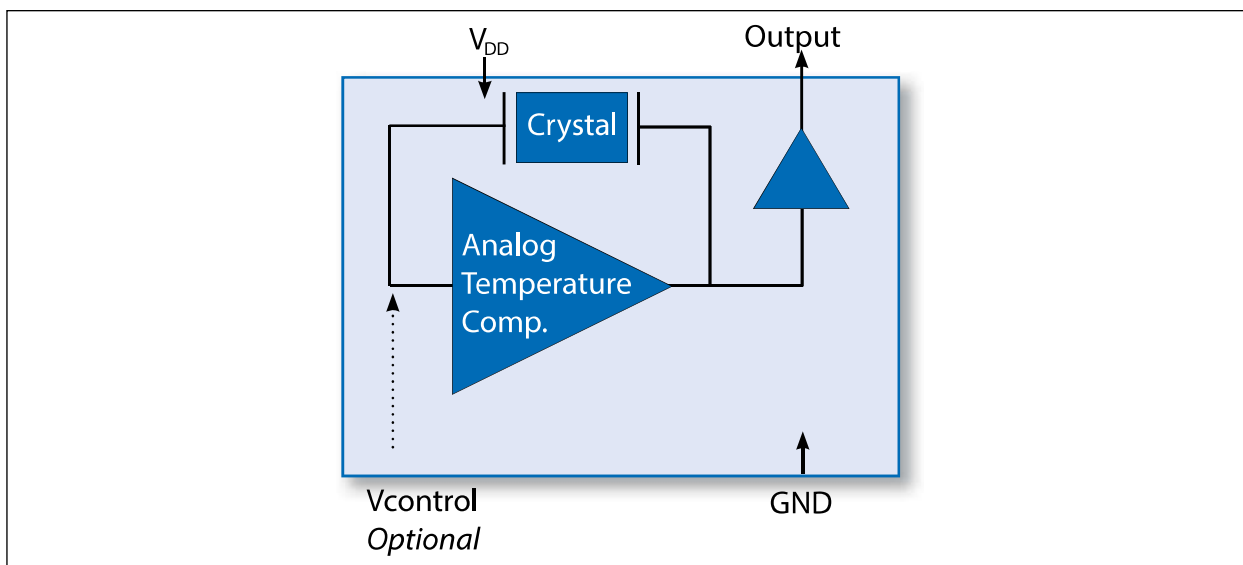 VDD
Output
Crystal
Analog
Temperature
Comp.
Vcontrol
Optional
GND